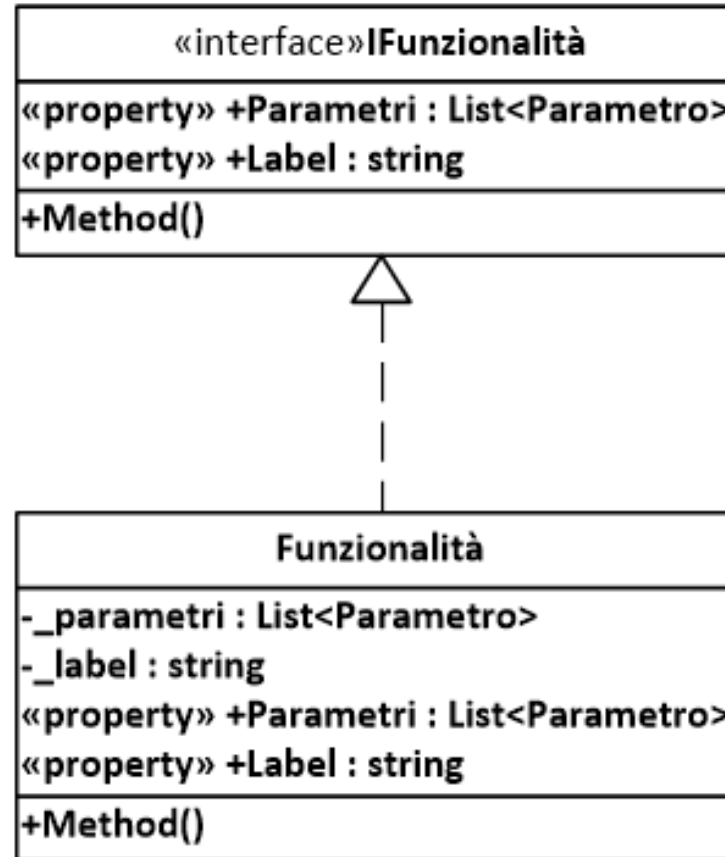 «interface»IFunzionalità
«property» +Parametri : List<Parametro>
«property» +Label : string
+Method()
Funzionalità
-_parametri : List<Parametro>
-_label : string
«property» +Parametri : List<Parametro>
«property» +Label : string
+Method()